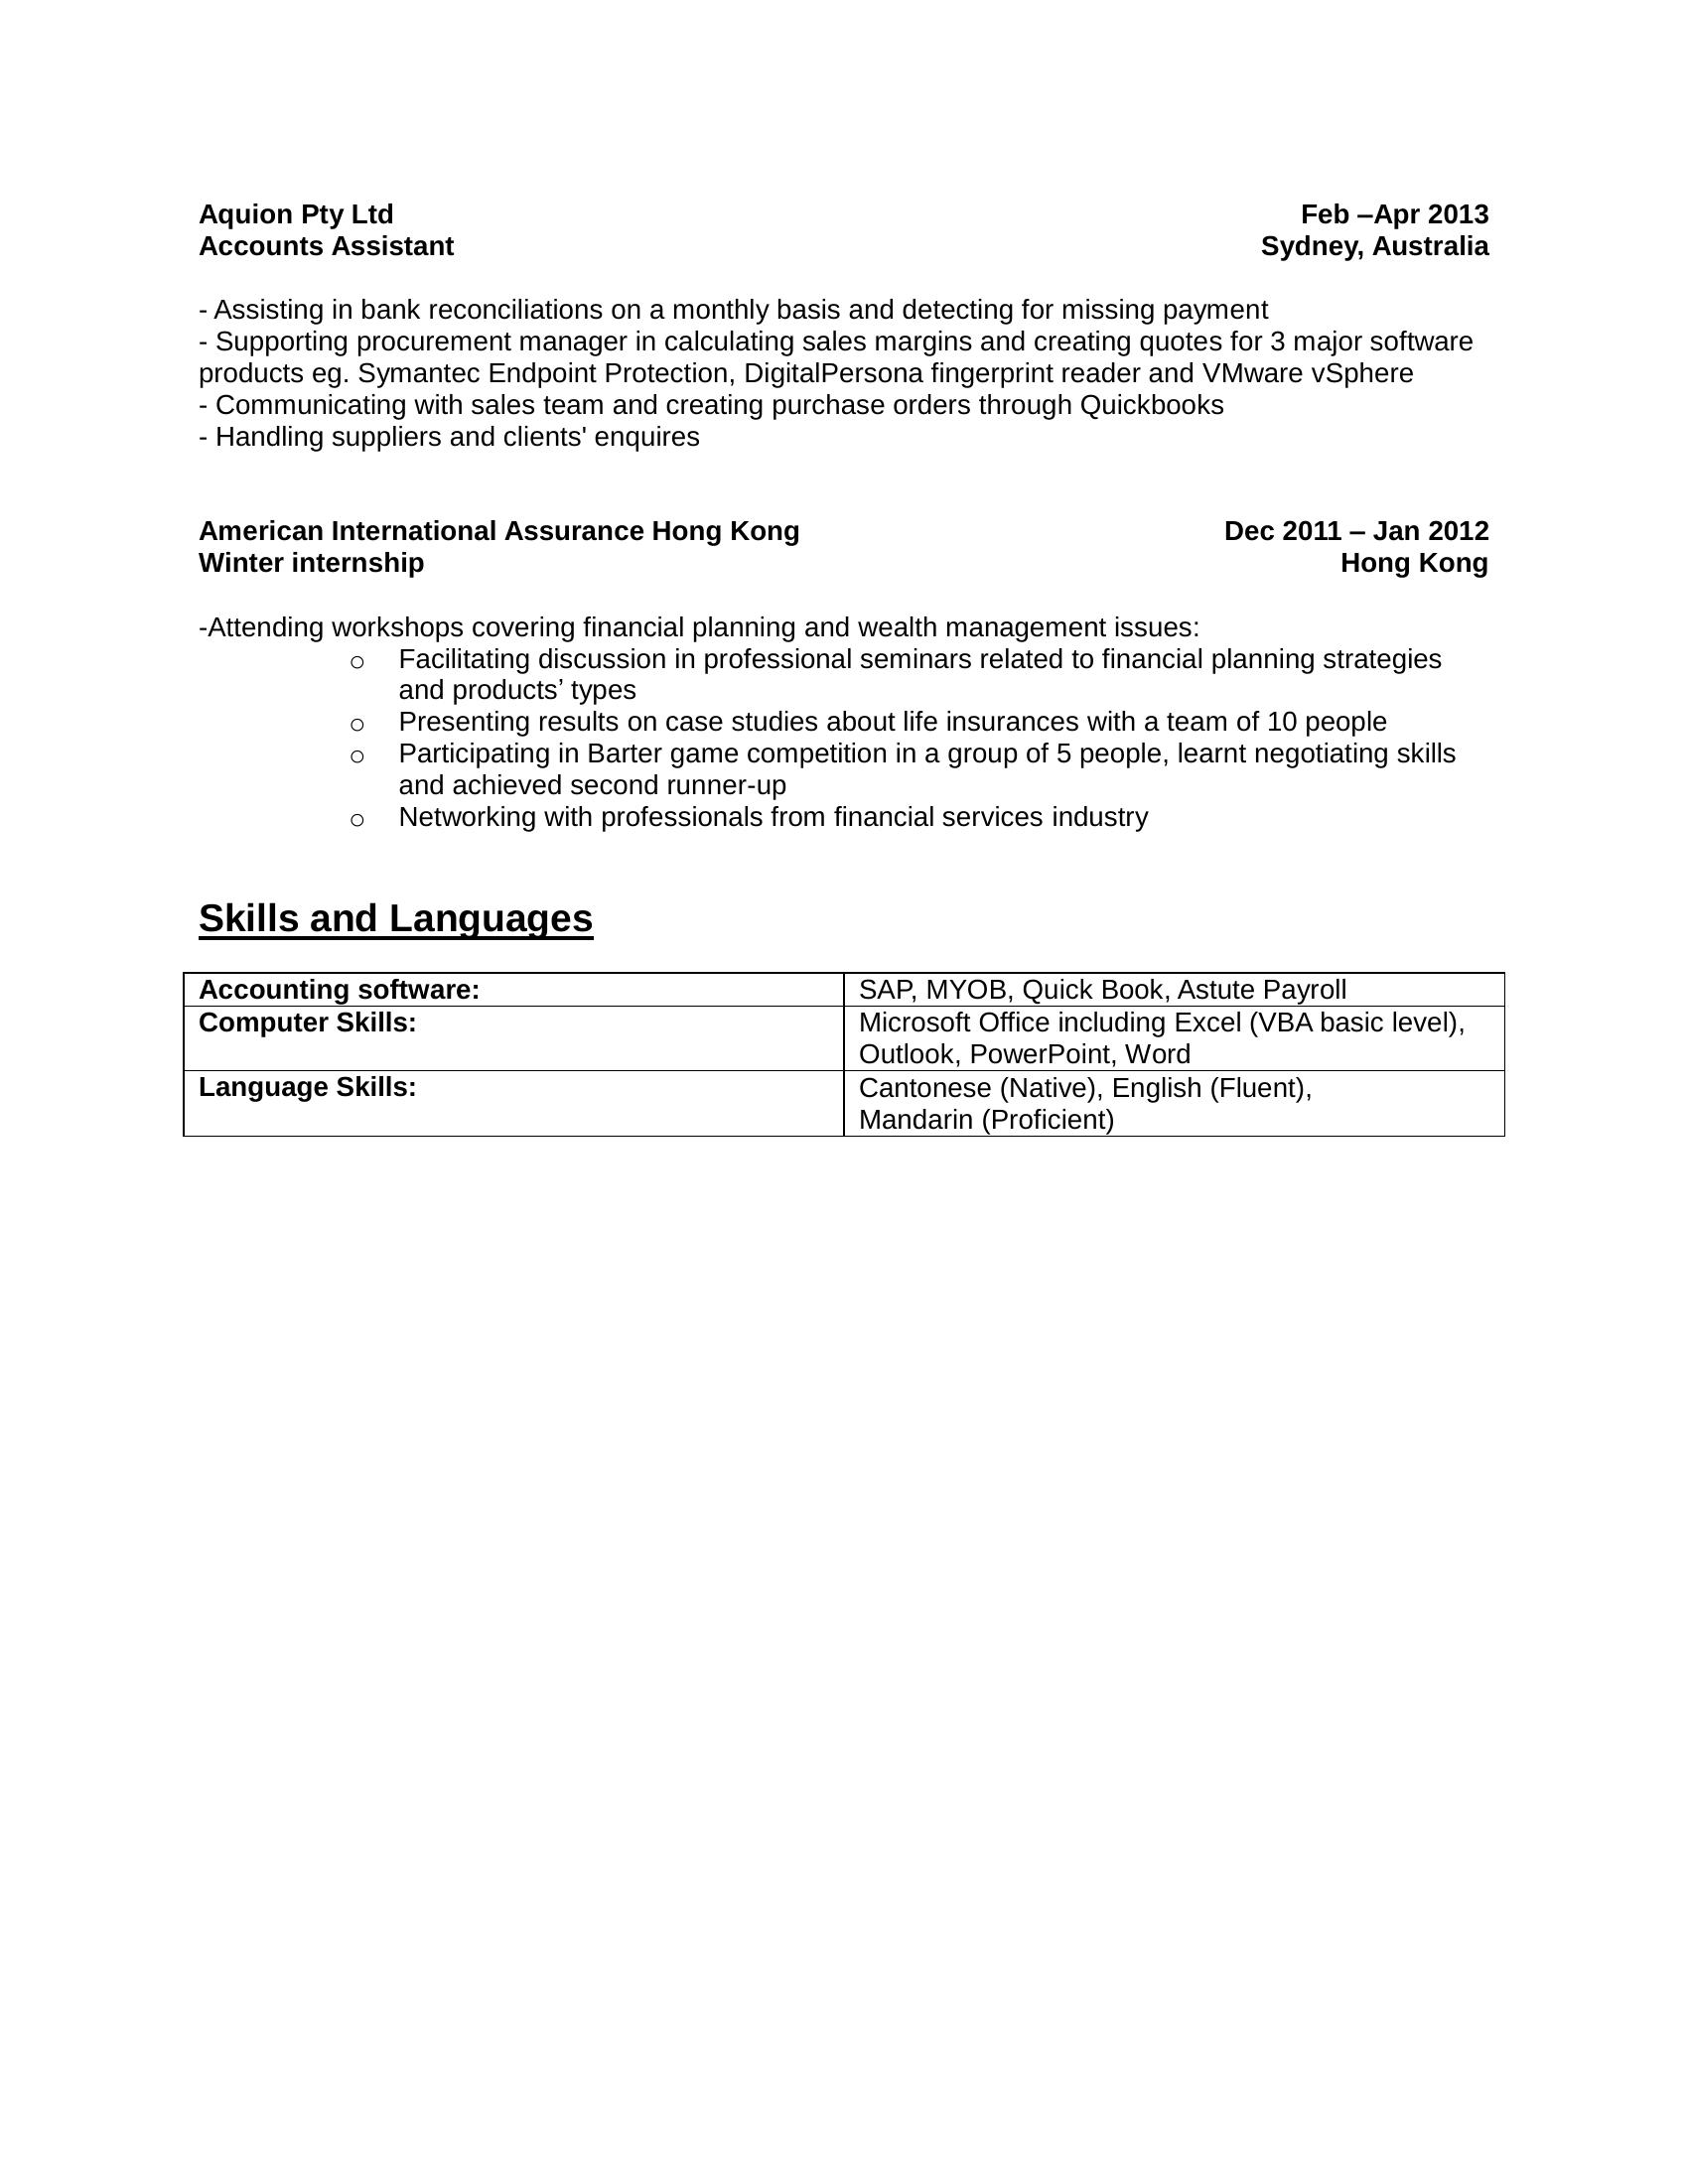 Aquion Pty Ltd Feb –Apr 2013
Accounts Assistant Sydney, Australia
- Assisting in bank reconciliations on a monthly basis and detecting for missing payment
- Supporting procurement manager in calculating sales margins and creating quotes for 3 major software
products eg. Symantec Endpoint Protection, DigitalPersona fingerprint reader and VMware vSphere
- Communicating with sales team and creating purchase orders through Quickbooks
- Handling suppliers and clients' enquires
American International Assurance Hong Kong Dec 2011 – Jan 2012
Winter internship Hong Kong
-Attending workshops covering financial planning and wealth management issues:
o Facilitating discussion in professional seminars related to financial planning strategies
and products’ types
o Presenting results on case studies about life insurances with a team of 10 people
o Participating in Barter game competition in a group of 5 people, learnt negotiating skills
and achieved second runner-up
o Networking with professionals from financial services industry
Skills and Languages
Accounting software: SAP, MYOB, Quick Book, Astute Payroll
Computer Skills: Microsoft Office including Excel (VBA basic level),
Outlook, PowerPoint, Word
Language Skills: Cantonese (Native), English (Fluent),
Mandarin (Proficient)